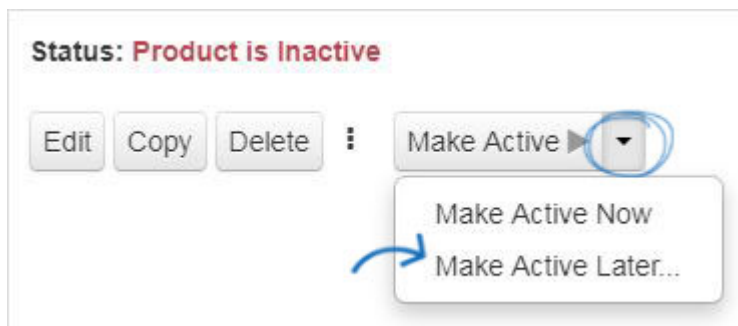 Status: Product is Inactive
Edit Copy Delete Make Active
Make Active Now
Make Active Later...